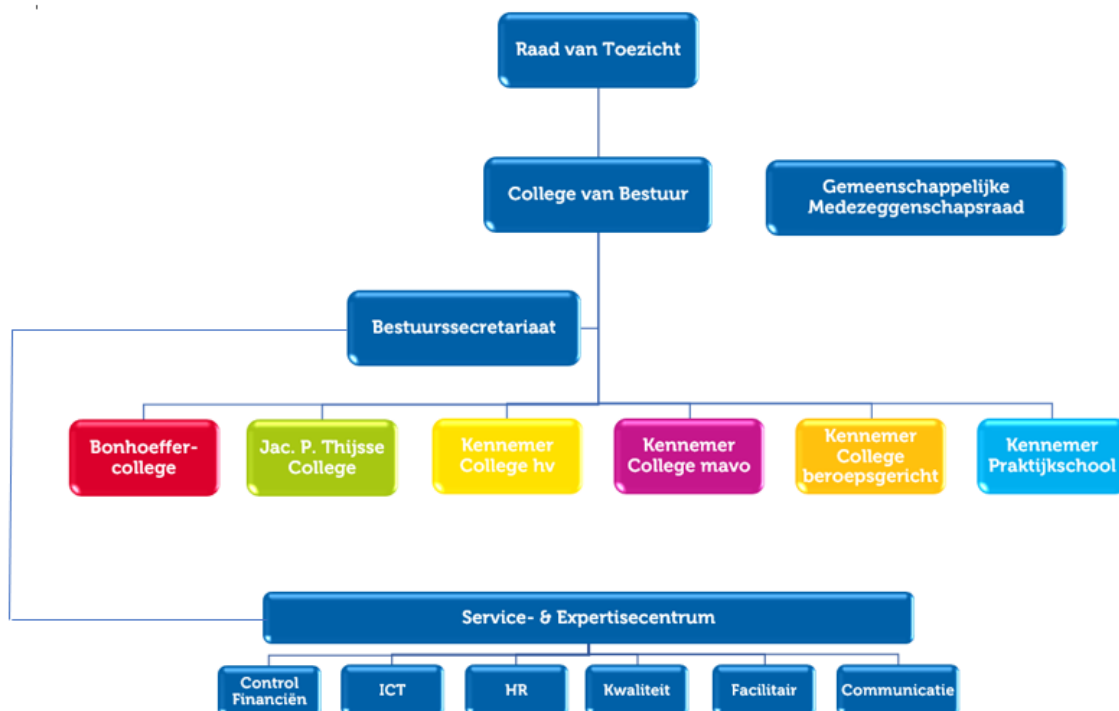 Raad van Toezicht
College van Bestuur
Gemeenschappelijke
Medezeggenschapsraad
Bestuurssecretariaat
Bonhoeffer-
college
Jac. P. Thijsse
College
Kennemer
College hv
Kennemer
College mavo
Kennemer
College
beroepsgericht
Kennemer
Praktijkschool
Service- & Expertisecentrum
Control
Financiën
ICT
HR
Kwaliteit
Facilitair
Communicatie